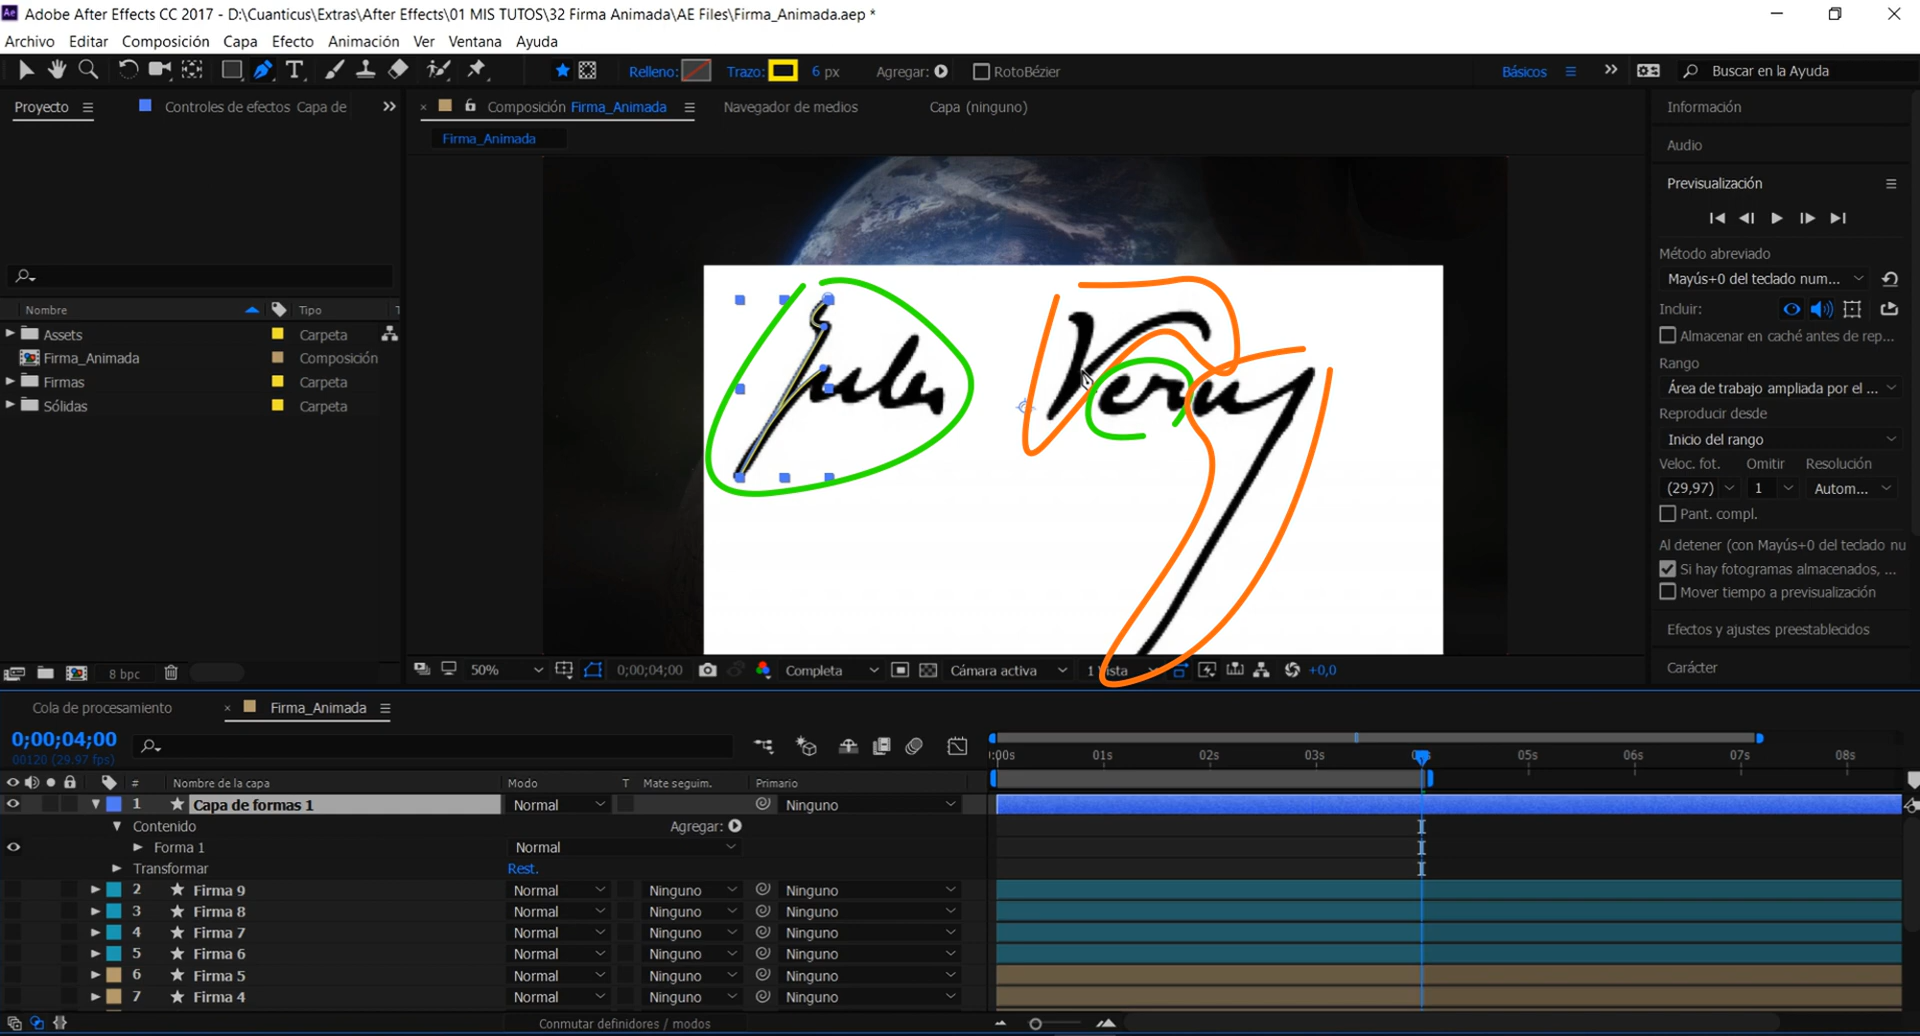 Adobe After Effects CC 2017 - D:\Cuanticus\Extras\After Effects\01 MIS TUTOS\32 Firma Animada\AE Files\Firma_Animada.aep *
Archivo Editar Composición Capa Efecto Animación Ver Ventana Ayuda
Relleno: Trazo: 6 px Agregar: RotoBézier Básicos Buscar en la Ayuda
Proyecto Controles de efectos Capa de Composición Firma_Animada Navegador de medios Capa (ninguno) Información
Firma_Animada
Audio
Previsualización
Método abreviado
Mayús+0 del teclado num...
Incluir:
Almacenar en caché antes de rep...
Rango
Área de trabajo ampliada por el ...
Reproducir desde
Inicio del rango
Veloc. fot. Omitir Resolución
(29,97) 1 Autom...
Pant. compl.
Al detener (con Mayús+0 del teclado nu
Si hay fotogramas almacenados, ...
Mover tiempo a previsualización
Efectos y ajustes preestablecidos
Carácter
Nombre Tipo
Assets Carpeta
Firma_Animada Composición
Firmas Carpeta
Sólidas Carpeta
8 bpc
50% 0;00;04;00 Completa Cámara activa 1 +0,0
Cola de procesamiento Firma_Animada
0;00;04;00
00120 (29.97 fps)
:00s 01s 02s 03s 05s 06s 07s 08s
# Nombre de la capa Modo T Mate seguim. Primario
1 Capa de formas 1 Normal Ninguno
Contenido Agregar:
Forma 1 Normal
Transformar Rest.
2 Firma 9 Normal Ninguno Ninguno
3 Firma 8 Normal Ninguno Ninguno
4 Firma 7 Normal Ninguno Ninguno
5 Firma 6 Normal Ninguno Ninguno
6 Firma 5 Normal Ninguno Ninguno
7 Firma 4 Normal Ninguno Ninguno
Conmutar definidores / modos